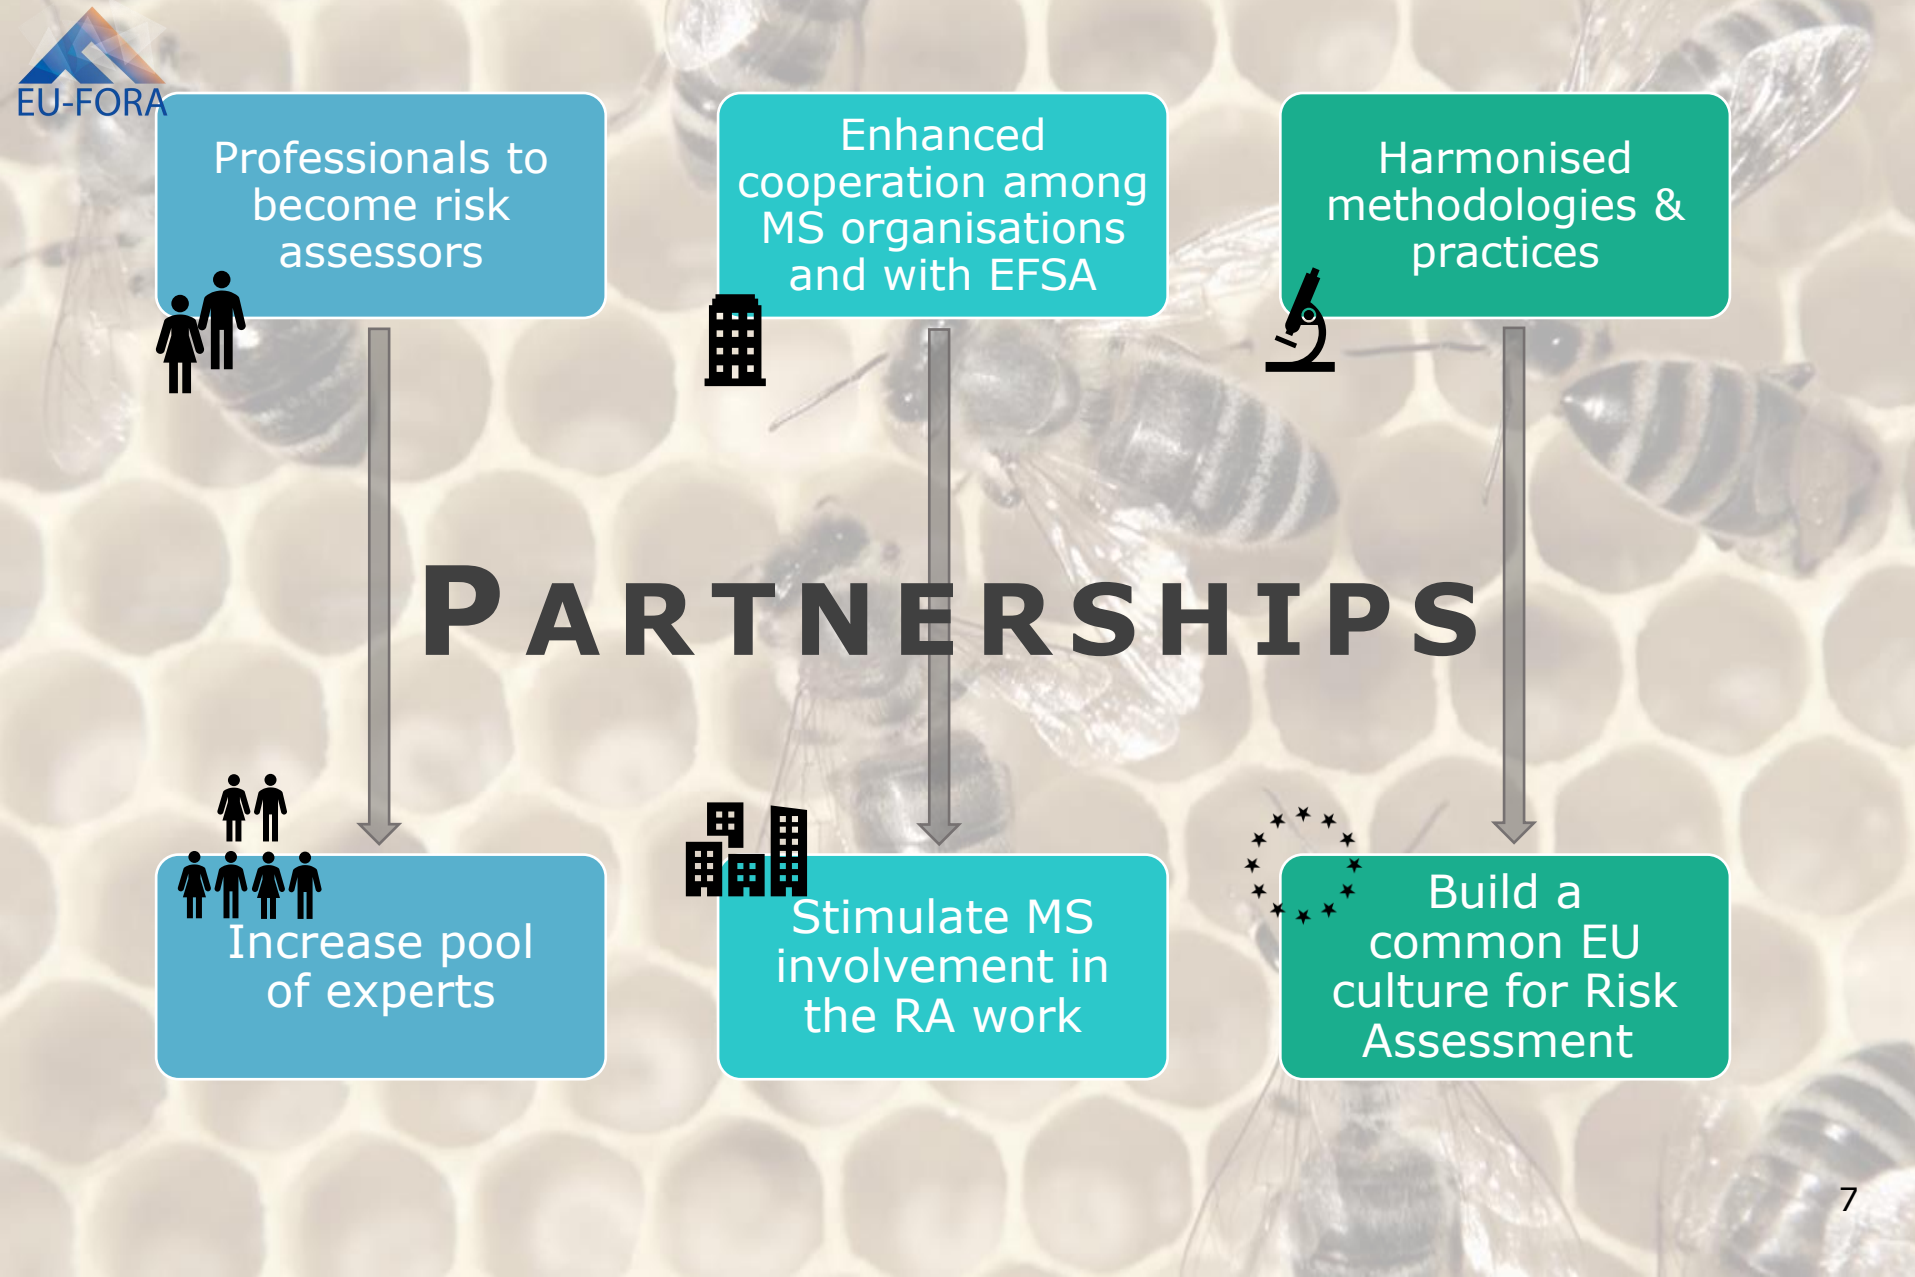 EU-FORA
Professionals to
become risk
assessors
Enhanced
cooperation among
MS organisations
and with EFSA
Harmonised
methodologies &
practices
PARTNERSHIPS
Increase pool
of experts
Stimulate MS
involvement in
the RA work
Build a
common EU
culture for Risk
Assessment
7